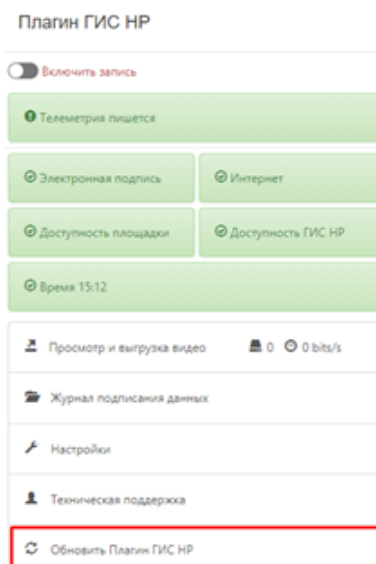 Плагин ГИС НР
Включить запись
Телеметрия пишется
Электронная подпись
Интернет
Доступность площадки
Доступность ГИС НР
Время 15:12
Просмотр и выгрузка видео 0 0 bits/s
Журнал подписания данных
Настройки
Техническая поддержка
Обновить Плагин ГИС НР